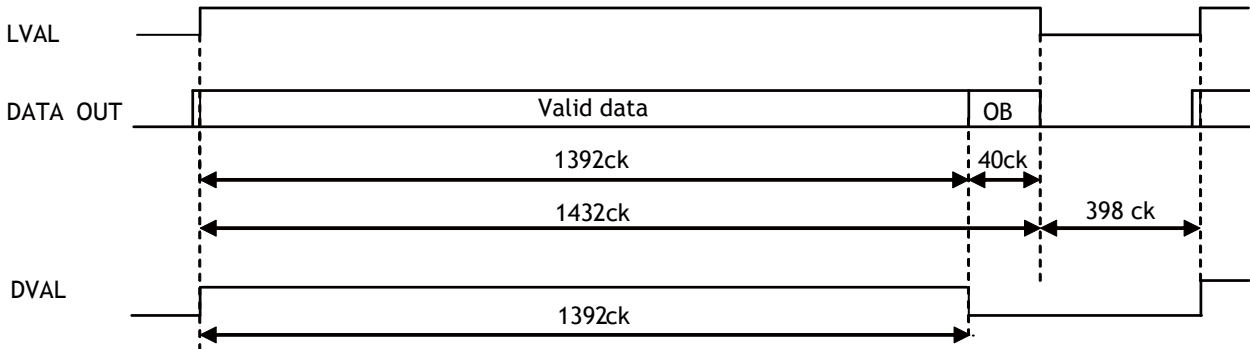 LVAL
DATA OUT
Valid data
OB
1392ck
40ck
1432ck
398 ck
DVAL
1392ck